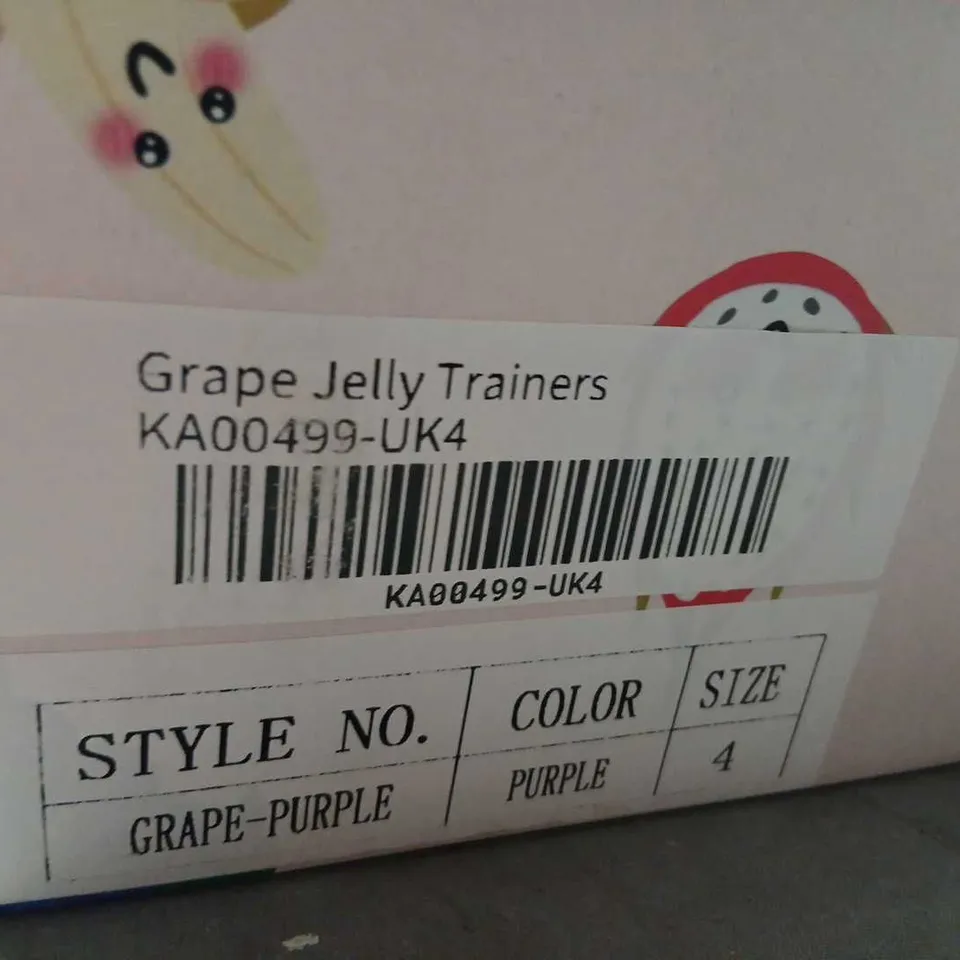 Grape Jelly Trainers
KA00499-UK4
KA00499-UK4
STYLE NO. COLOR SIZE
GRAPE-PURPLE PURPLE 4